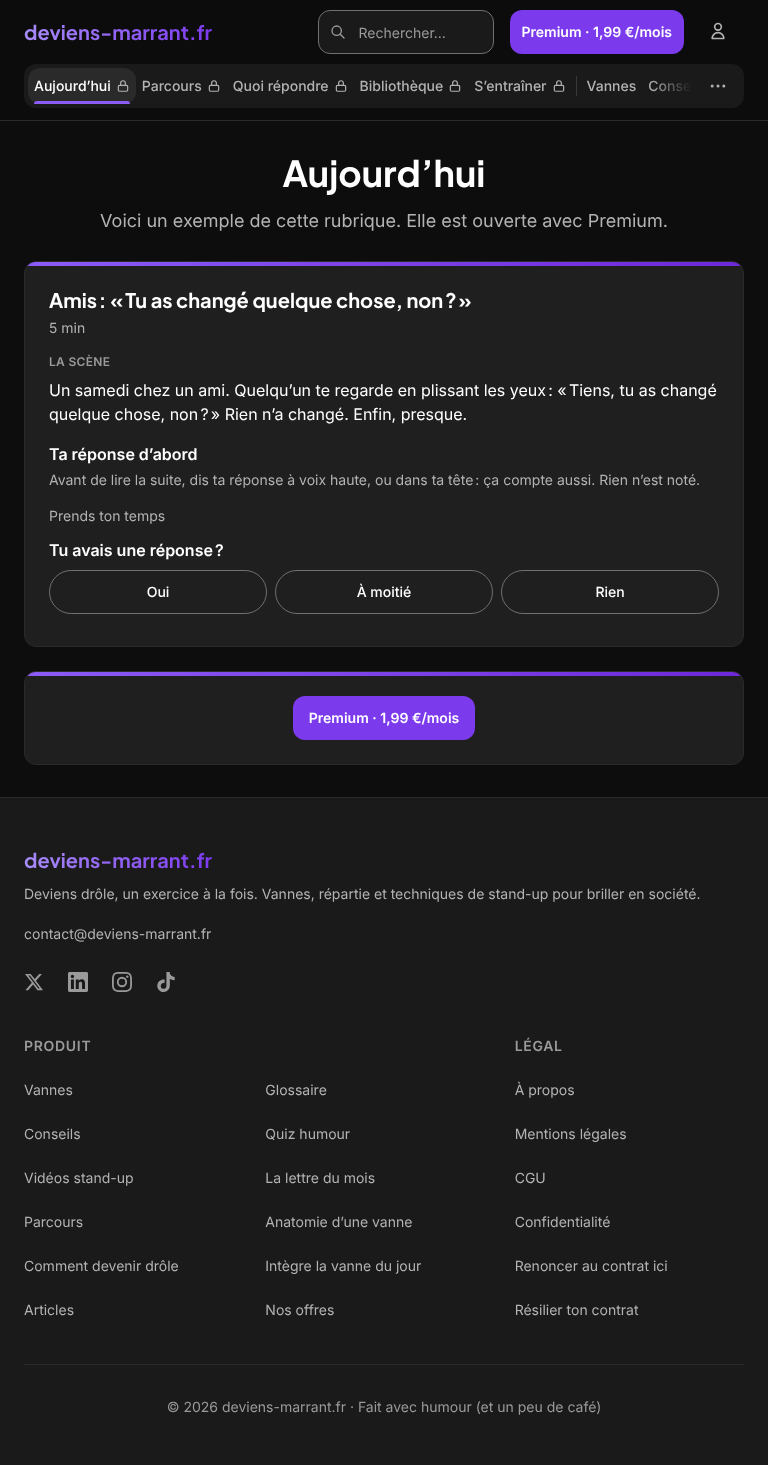 deviens-marrant.fr
Rechercher...
Premium · 1,99 €/mois
Aujourd’hui
Parcours
Quoi répondre
Bibliothèque
S’entraîner
Vannes
Aujourd’hui
Voici un exemple de cette rubrique. Elle est ouverte avec Premium.
Amis : « Tu as changé quelque chose, non ? »
5 min
LA SCÈNE
Un samedi chez un ami. Quelqu’un te regarde en plissant les yeux : « Tiens, tu as changé
quelque chose, non ? » Rien n’a changé. Enfin, presque.
Ta réponse d’abord
Avant de lire la suite, dis ta réponse à voix haute, ou dans ta tête : ça compte aussi. Rien n’est noté.
Prends ton temps
Tu avais une réponse ?
Oui
À moitié
Rien
Premium · 1,99 €/mois
deviens-marrant.fr
Deviens drôle, un exercice à la fois. Vannes, répartie et techniques de stand-up pour briller en société.
contact@deviens-marrant.fr
PRODUIT
Vannes
Conseils
Vidéos stand-up
Parcours
Comment devenir drôle
Articles
Glossaire
Quiz humour
La lettre du mois
Anatomie d’une vanne
Intègre la vanne du jour
Nos offres
LÉGAL
À propos
Mentions légales
CGU
Confidentialité
Renoncer au contrat ici
Résilier ton contrat
© 2026 deviens-marrant.fr · Fait avec humour (et un peu de café)